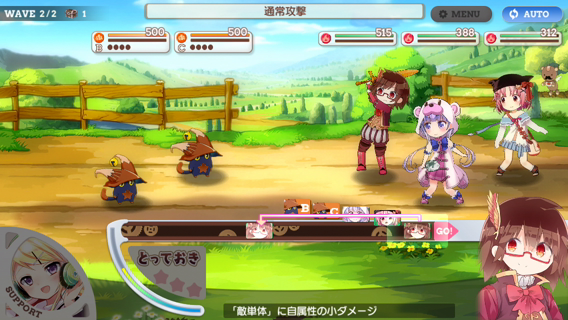 WAVE 2/2 1
通常攻撃
MENU
AUTO
500
B
500
C
515
388
312
B
C
GO!
とっておき
SUPPORT
「敵単体」に自属性の小ダメージ